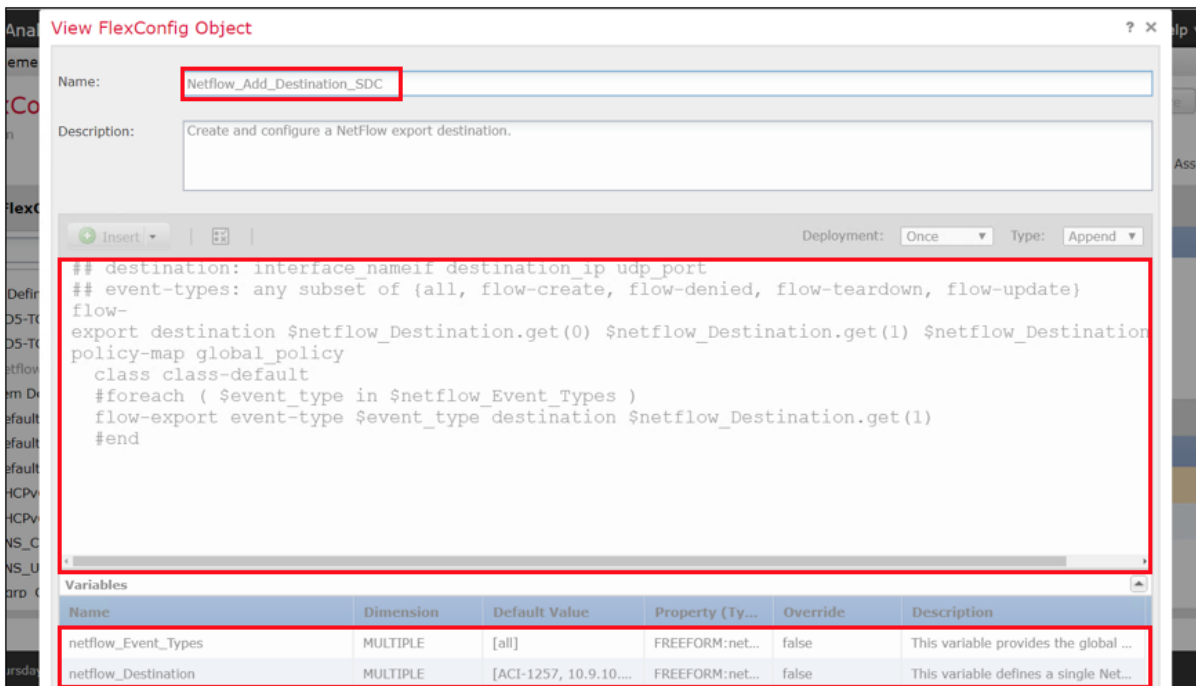 View FlexConfig Object ? ×
Name: Netflow_Add_Destination_SDC
Description: Create and configure a NetFlow export destination.
Insert Deployment: Once Type: Append
## destination: interface_nameif destination_ip udp_port
## event-types: any subset of {all, flow-create, flow-denied, flow-teardown, flow-update}
flow-
export destination $netflow_Destination.get(0) $netflow_Destination.get(1) $netflow_Destination
policy-map global_policy
class class-default
#foreach ( $event_type in $netflow_Event_Types )
flow-export event-type $event_type destination $netflow_Destination.get(1)
#end
Variables
Name Dimension Default Value Property (Ty... Override Description
netflow_Event_Types MULTIPLE [all] FREEFORM:net... false This variable provides the global ...
netflow_Destination MULTIPLE [ACI-1257, 10.9.10.... FREEFORM:net... false This variable defines a single Net...